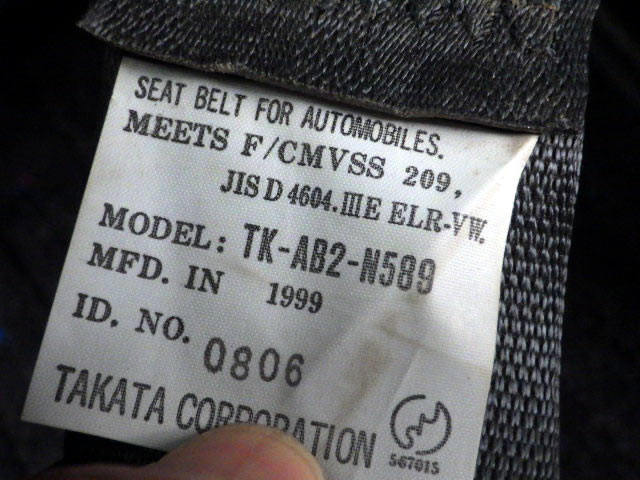 SEAT BELT FOR AUTOMOBILES.
MEETS F/CMVSS 209,
JIS D 4604.IIIE ELR-VW.
MODEL: TK-AB2-N589
MFD. IN 1999
ID. NO. 0806
TAKATA CORPORATION
567015